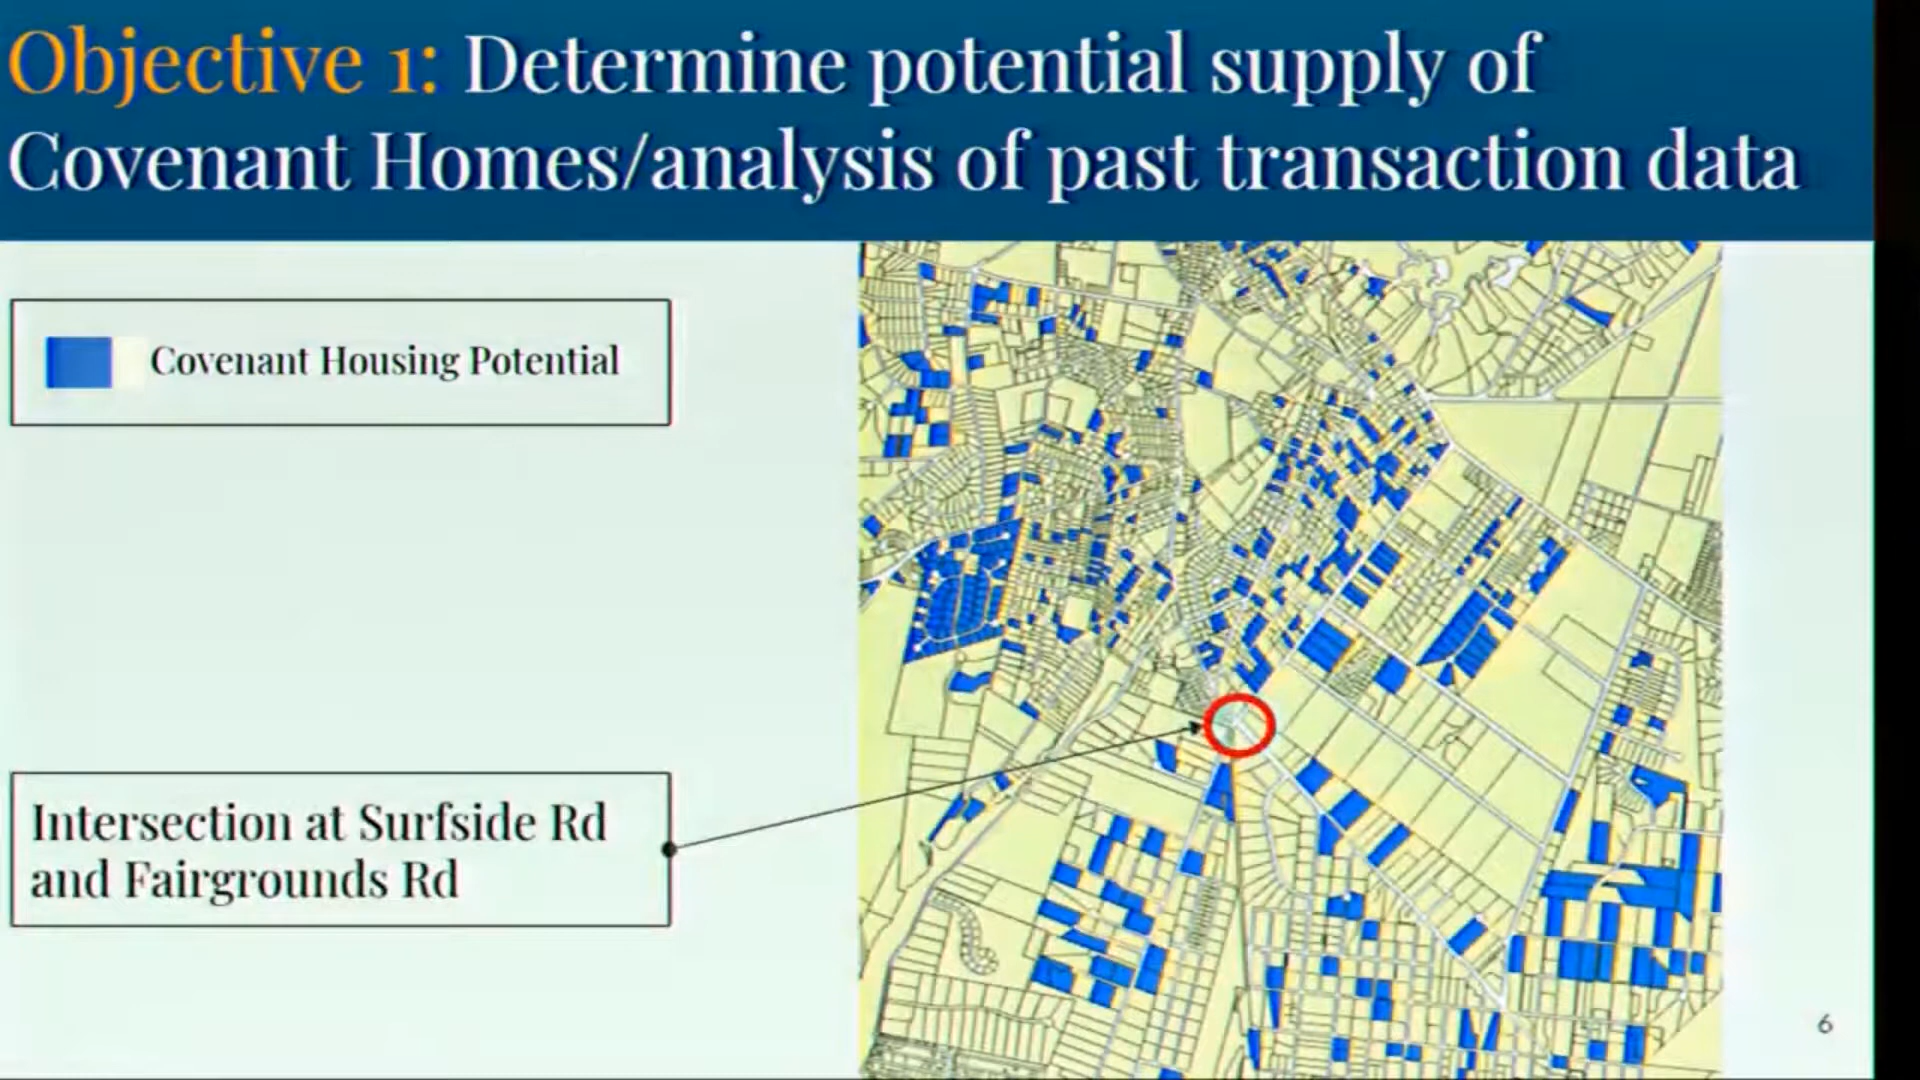 Objective 1: Determine potential supply of
Covenant Homes/analysis of past transaction data
Covenant Housing Potential
Intersection at Surfside Rd
and Fairgrounds Rd
6